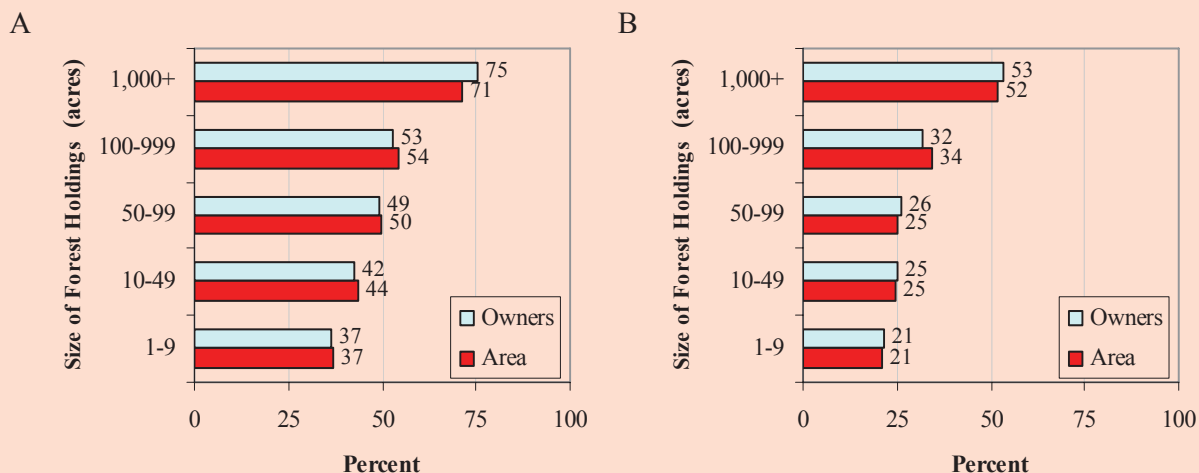 A
Size of Forest Holdings (acres)
1,000+
75
71
100-999
53
54
50-99
49
50
10-49
42
44
1-9
37
37
Owners
Area
0 25 50 75 100
Percent
B
Size of Forest Holdings (acres)
1,000+
53
52
100-999
32
34
50-99
26
25
10-49
25
25
1-9
21
21
Owners
Area
0 25 50 75 100
Percent